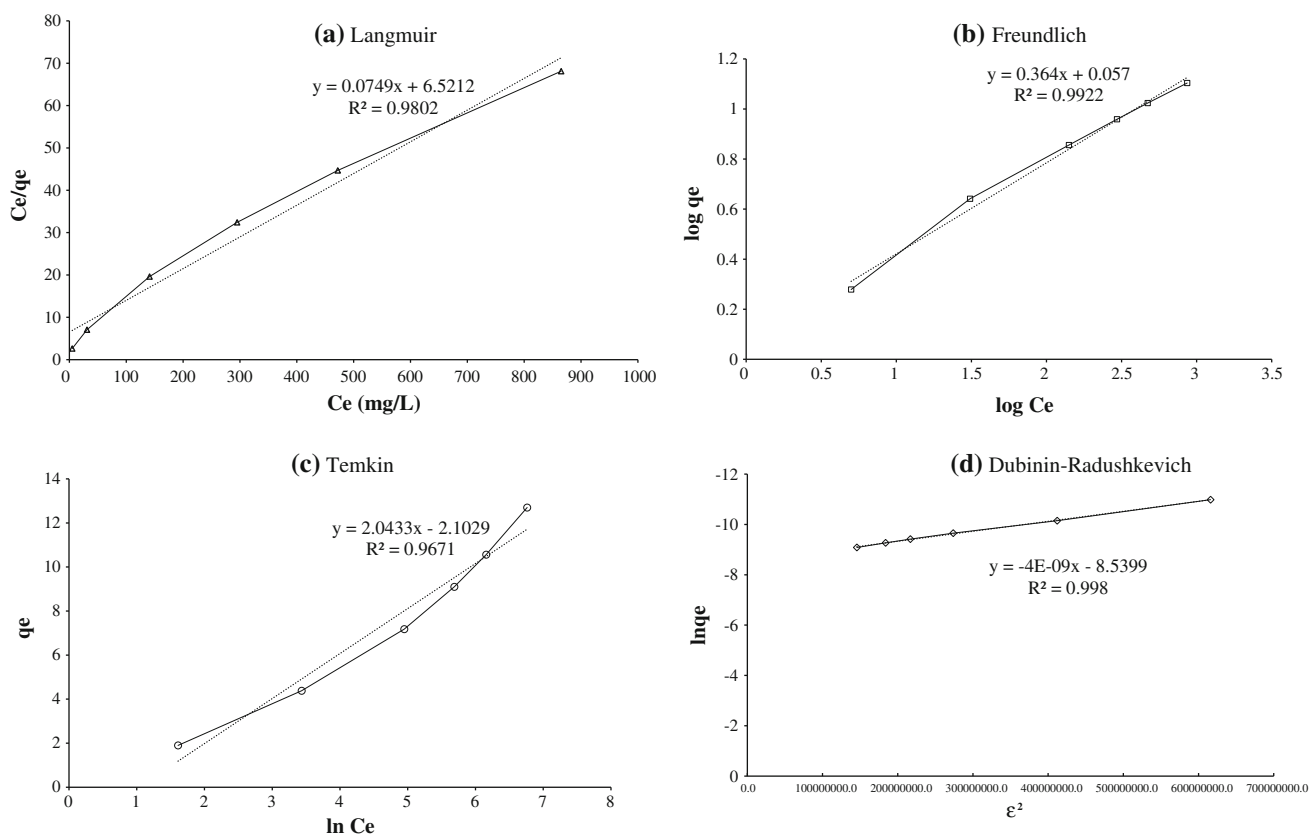 (a) Langmuir
y = 0.0749x + 6.5212
R² = 0.9802
Ce/qe
80
70
60
50
40
30
20
10
0
0 100 200 300 400 500 600 700 800 900 1000
Ce (mg/L)
(b) Freundlich
y = 0.364x + 0.057
R² = 0.9922
log qe
1.2
1
0.8
0.6
0.4
0.2
0
0 0.5 1 1.5 2 2.5 3 3.5
log Ce
(c) Temkin
y = 2.0433x - 2.1029
R² = 0.9671
qe
14
12
10
8
6
4
2
0
0 1 2 3 4 5 6 7 8
ln Ce
(d) Dubinin-Radushkevich
y = -4E-09x - 8.5399
R² = 0.998
lnqe
-12
-10
-8
-6
-4
-2
0
0.0 100000000.0 200000000.0 300000000.0 400000000.0 500000000.0 600000000.0 700000000.0
ε²